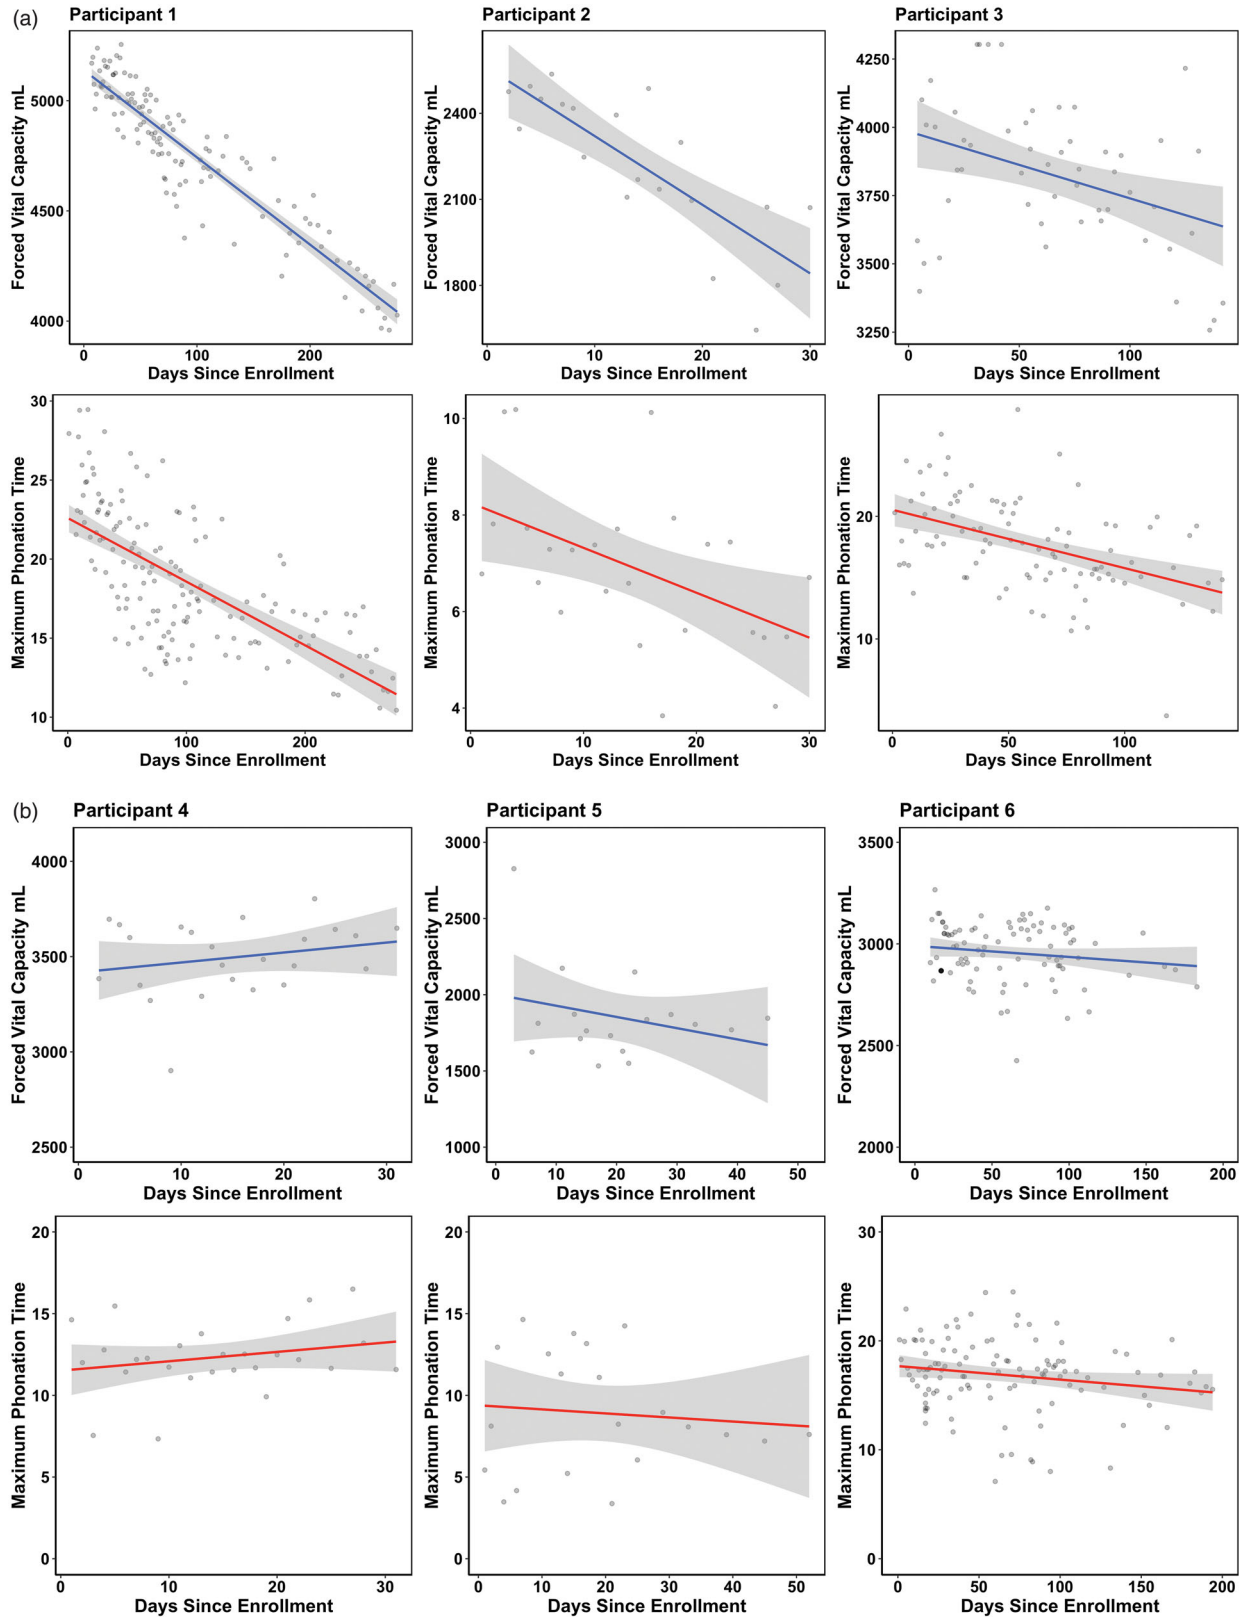 (a)
Participant 1 Participant 2 Participant 3
Forced Vital Capacity mL
5000
4500
4000
0 100 200
Days Since Enrollment
Forced Vital Capacity mL
2400
2100
1800
0 10 20 30
Days Since Enrollment
Forced Vital Capacity mL
4250
4000
3750
3500
3250
0 50 100
Days Since Enrollment
Maximum Phonation Time
30
25
20
15
10
0 100 200
Days Since Enrollment
Maximum Phonation Time
10
8
6
4
0 10 20 30
Days Since Enrollment
Maximum Phonation Time
20
10
0 50 100
Days Since Enrollment
(b)
Participant 4 Participant 5 Participant 6
Forced Vital Capacity mL
4000
3500
3000
2500
0 10 20 30
Days Since Enrollment
Forced Vital Capacity mL
3000
2500
2000
1500
1000
0 10 20 30 40 50
Days Since Enrollment
Forced Vital Capacity mL
3500
3000
2500
2000
0 50 100 150 200
Days Since Enrollment
Maximum Phonation Time
20
15
10
5
0
0 10 20 30
Days Since Enrollment
Maximum Phonation Time
20
15
10
5
0
0 10 20 30 40 50
Days Since Enrollment
Maximum Phonation Time
30
20
10
0
0 50 100 150 200
Days Since Enrollment